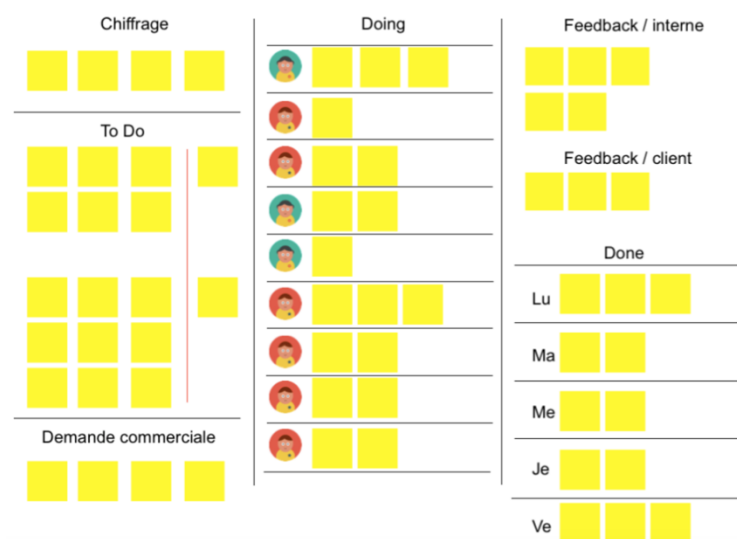 Chiffrage
To Do
Demande commerciale
Doing
Feedback / interne
Feedback / client
Done
Lu
Ma
Me
Je
Ve